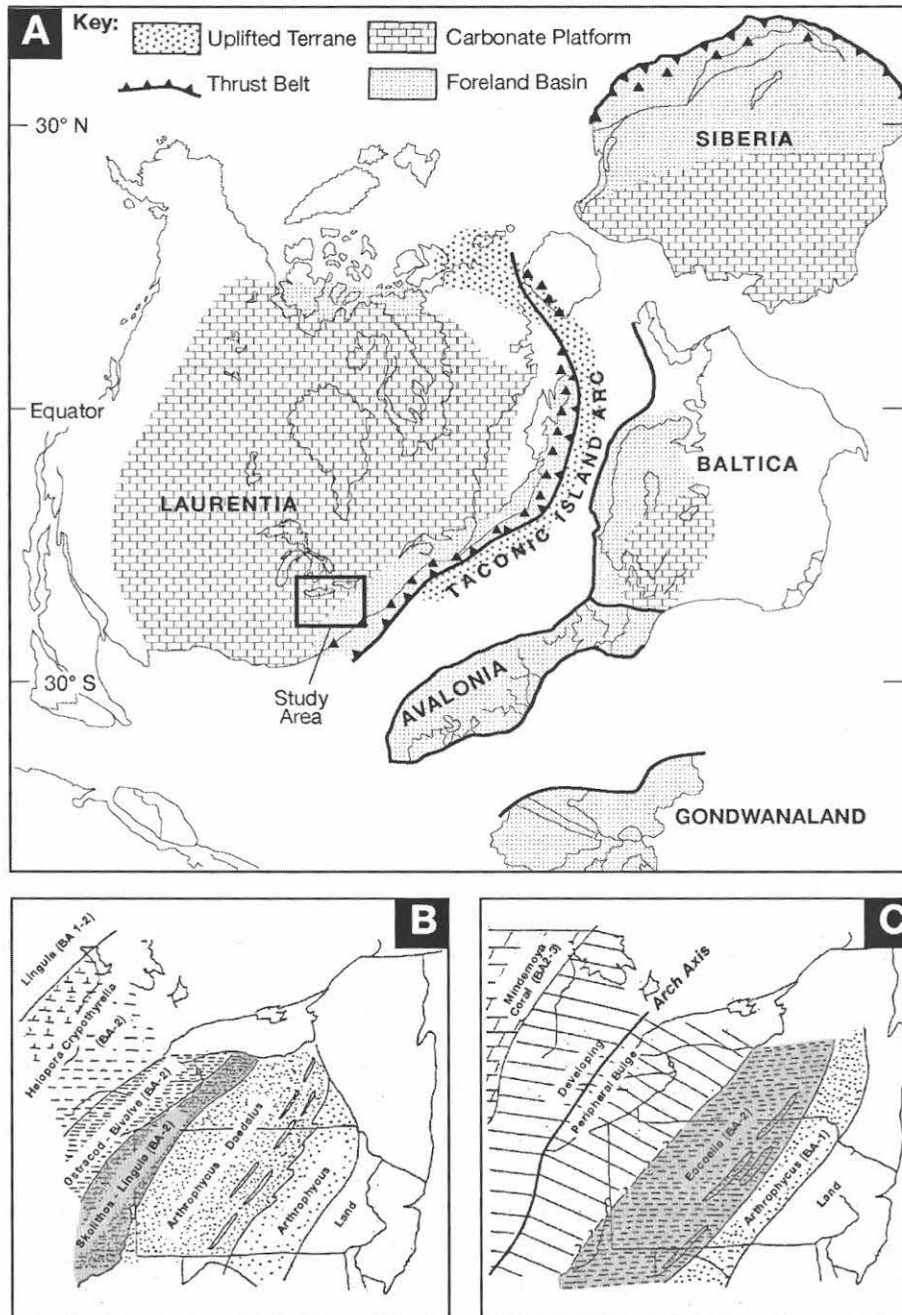 A
Key:
Uplifted Terrane
Carbonate Platform
Thrust Belt
Foreland Basin
30° N
SIBERIA
Equator
LAURENTIA
TACONIC ISLAND ARC
BALTICA
30° S
Study
Area
AVALONIA
GONDWANALAND
B
Lingula (BA 1-2)
Helopora Cryptothyrella
(BA-2)
Ostracod - Bivalve (BA-2)
Skolithos - Lingula (BA-2)
Arthrophycus Daedalus
Arthrophycus
Land
C
Mindemoya
Coral (BA2-3)
Arch Axis
Developing
Peripheral Bulge
Eocoelia (BA-2)
Arthrophycus (BA-1)
Land